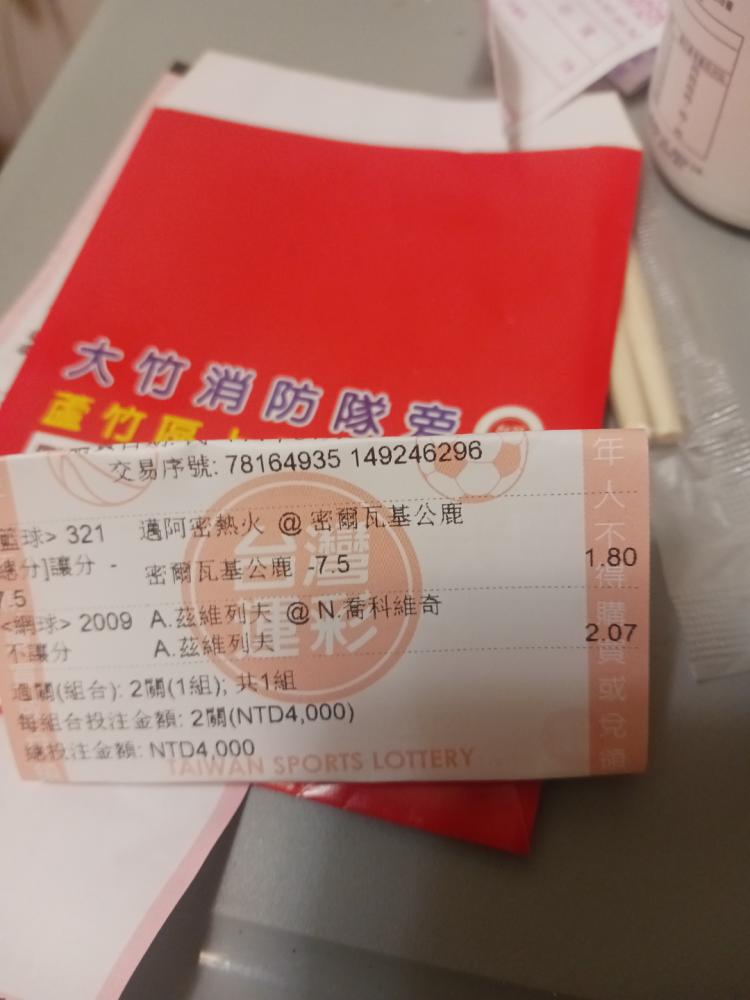 大竹消防隊旁
蘆竹區
交易序號: 78164935 149246296
籃球> 321 邁阿密熱火 @ 密爾瓦基公鹿
總分]讓分 - 密爾瓦基公鹿 -7.5 1.80
7.5
<網球> 2009 A.茲維列夫 @ N.喬科維奇
不讓分 A.茲維列夫 2.07
過關(組合): 2關(1組); 共1組
每組合投注金額: 2關(NTD4,000)
總投注金額: NTD4,000
台灣
運彩
TAIWAN SPORTS LOTTERY
年人不得購買或兌領